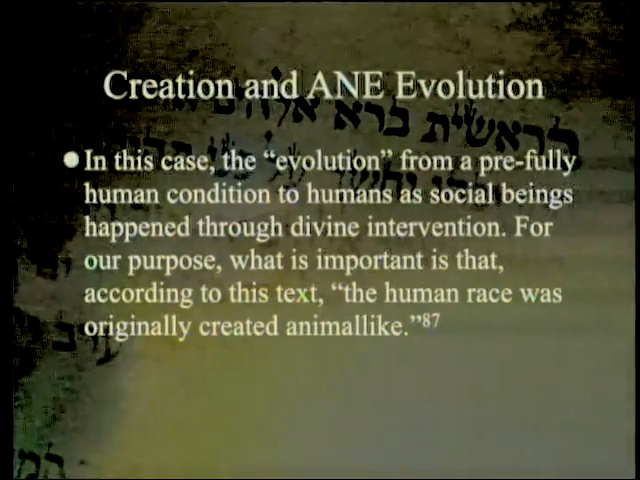 Creation and ANE Evolution
בראשית ברא אלהים
In this case, the “evolution” from a pre-fully
human condition to humans as social beings
happened through divine intervention. For
our purpose, what is important is that,
according to this text, “the human race was
originally created animallike.”87